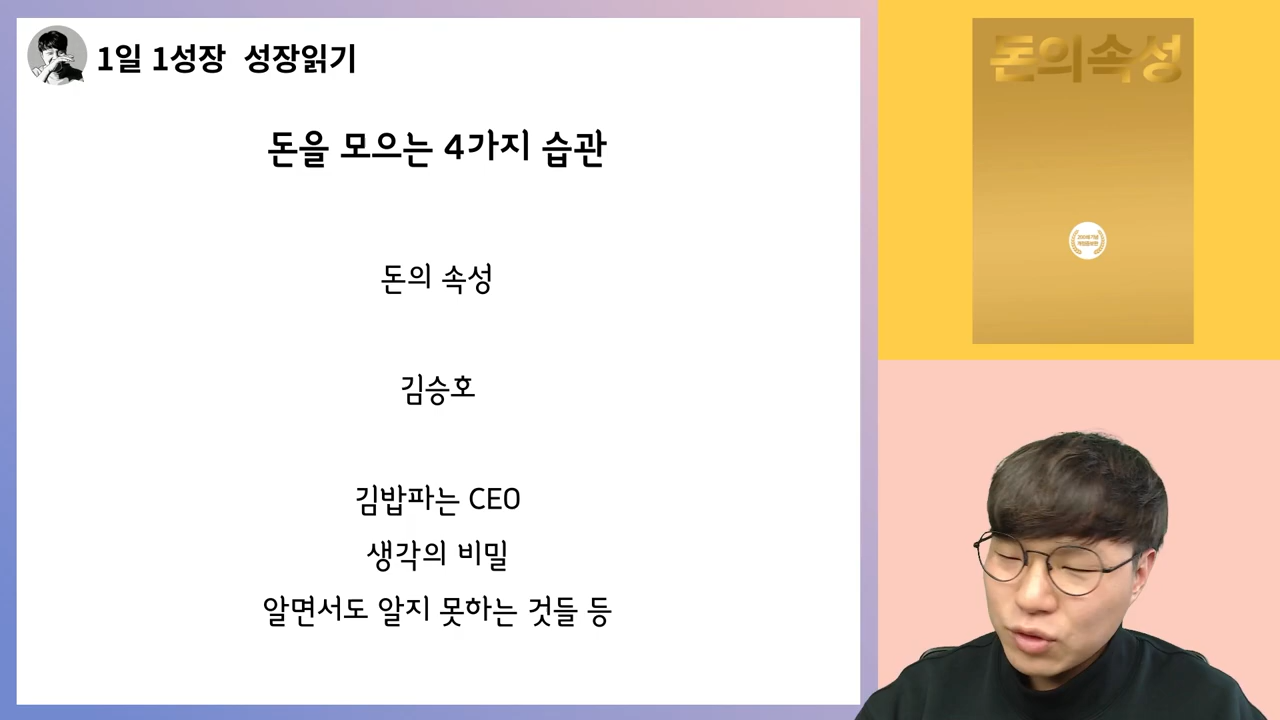 1일 1성장 성장읽기
돈을 모으는 4가지 습관
돈의 속성
김승호
김밥파는 CEO
생각의 비밀
알면서도 알지 못하는 것들 등
돈의 속성